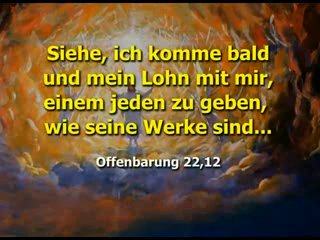 Siehe, ich komme bald
und mein Lohn mit mir,
einem jeden zu geben,
wie seine Werke sind...
Offenbarung 22,12